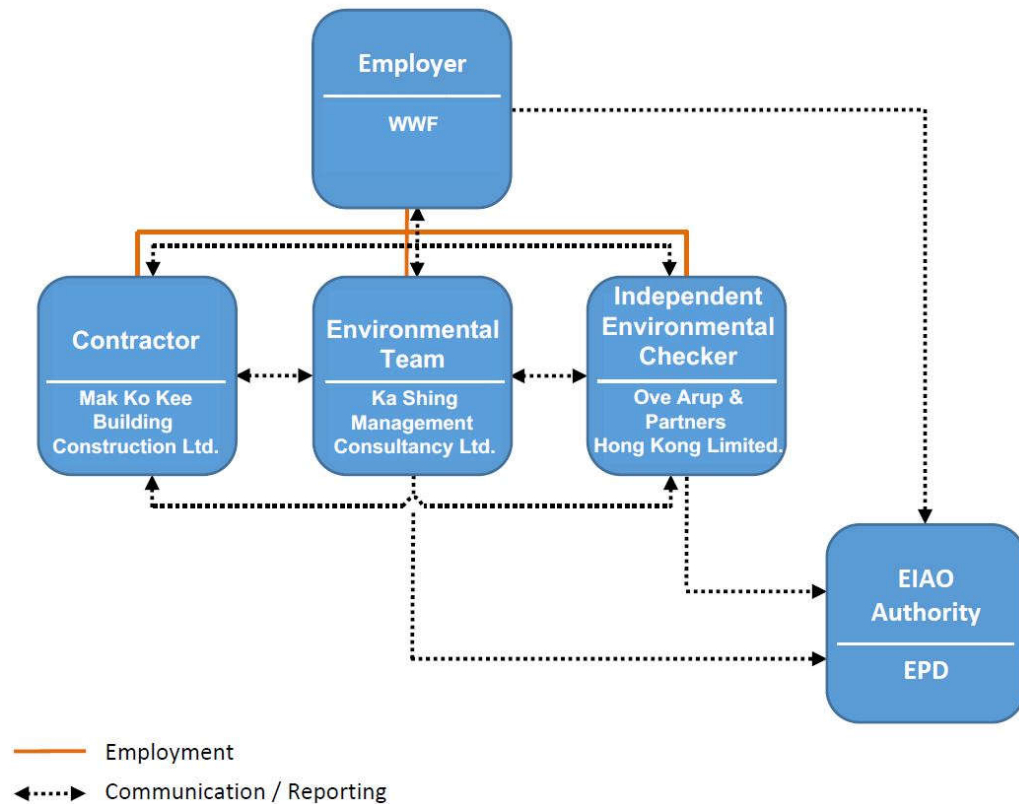 Employer
WWF
Contractor
Mak Ko Kee
Building
Construction Ltd.
Environmental
Team
Ka Shing
Management
Consultancy Ltd.
Independent
Environmental
Checker
Ove Arup &
Partners
Hong Kong Limited.
EIAO
Authority
EPD
Employment
Communication / Reporting